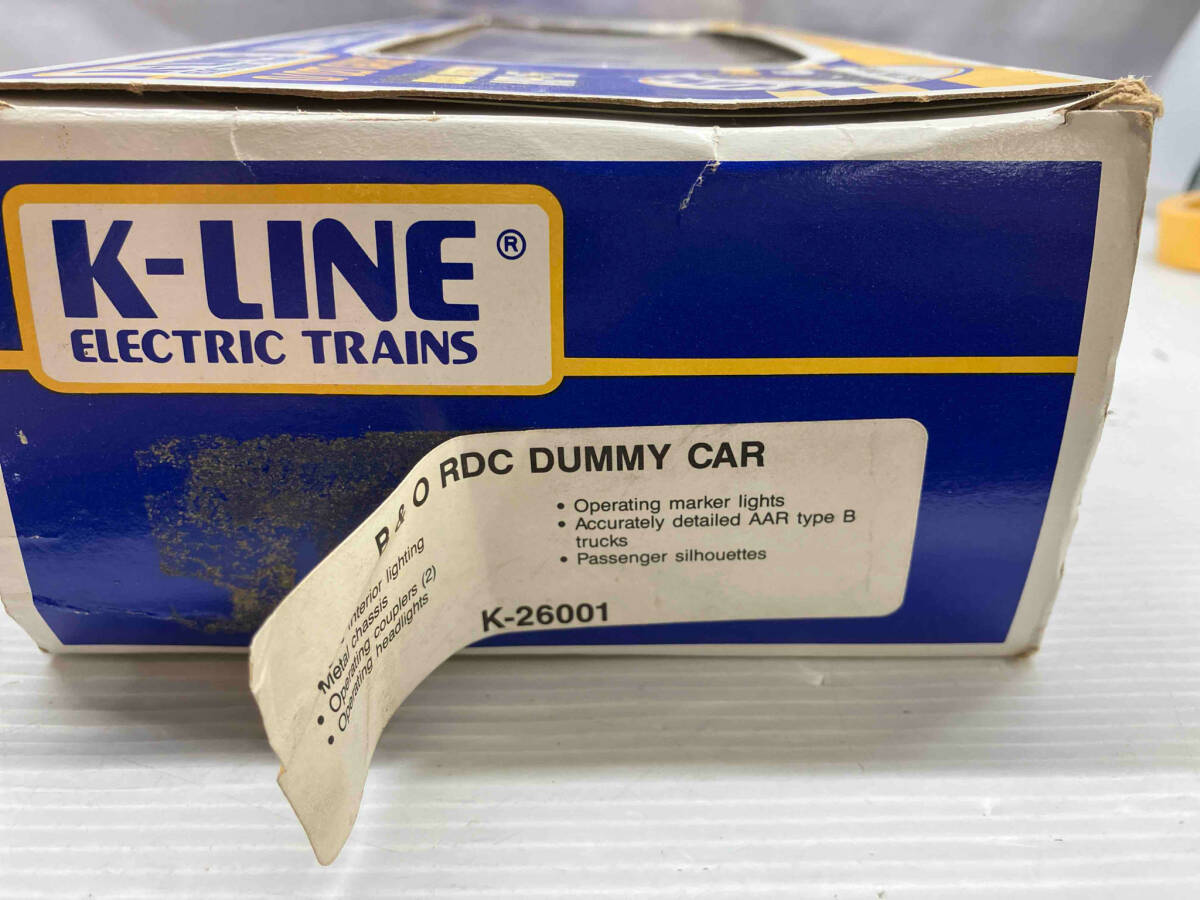 K-LINE®
ELECTRIC TRAINS
B & O RDC DUMMY CAR
interior lighting
• Metal chassis
• Operating couplers (2)
• Operating headlights
• Operating marker lights
• Accurately detailed AAR type B
trucks
• Passenger silhouettes
K-26001